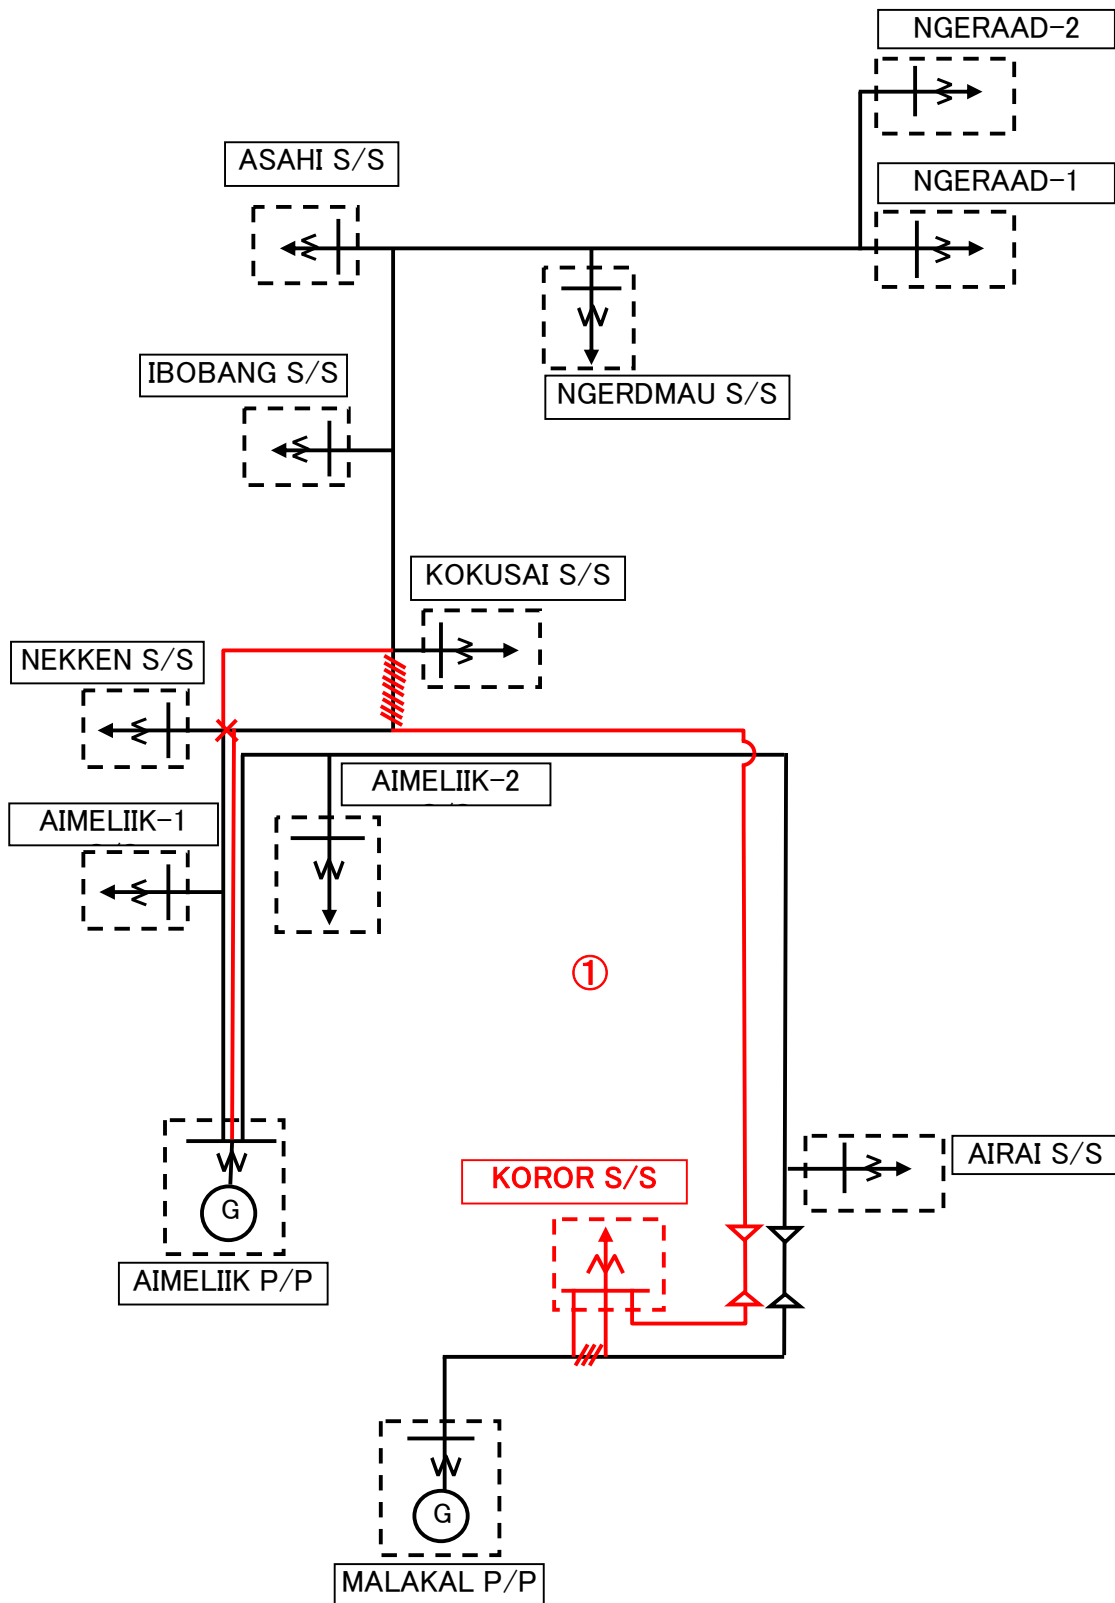 NGERAAD-2
ASAHI S/S
NGERAAD-1
IBOBANG S/S
NGERDMAU S/S
KOKUSAI S/S
NEKKEN S/S
AIMELIIK-2
AIMELIIK-1
①
KOROR S/S
AIRAI S/S
G
AIMELIIK P/P
G
MALAKAL P/P